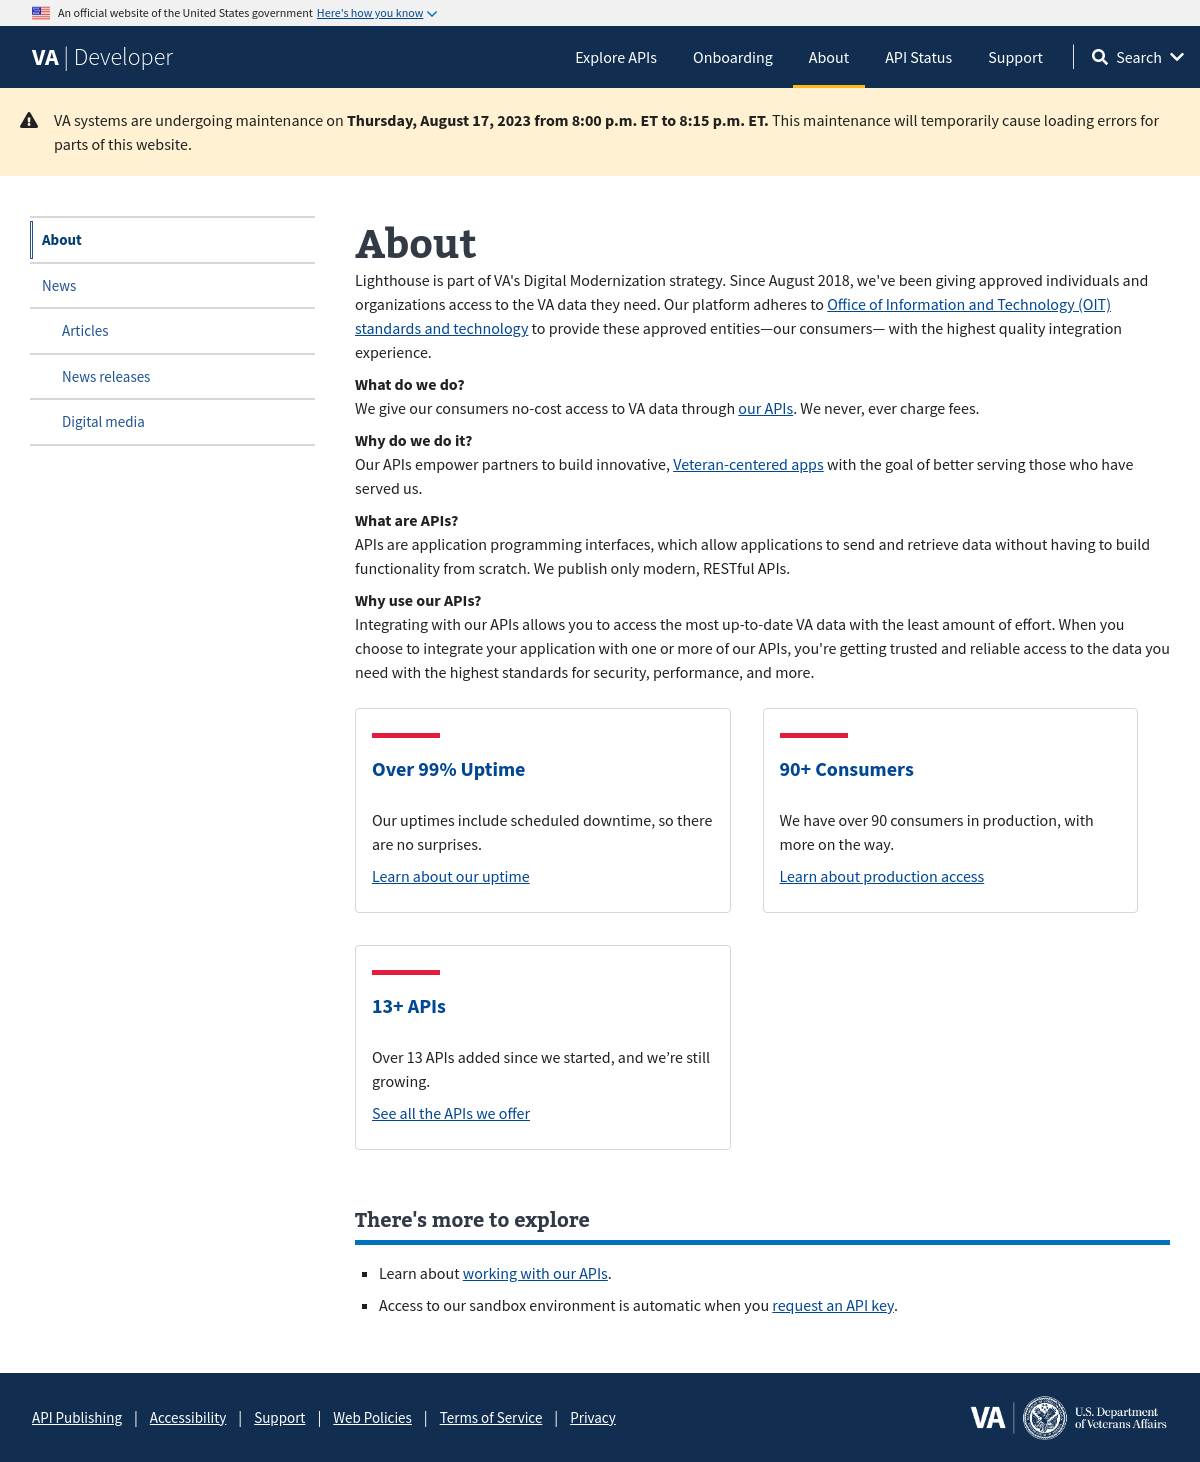 An official website of the United States government Here's how you know
VA | Developer
Explore APIs
Onboarding
About
API Status
Support
Search
VA systems are undergoing maintenance on Thursday, August 17, 2023 from 8:00 p.m. ET to 8:15 p.m. ET. This maintenance will temporarily cause loading errors for
parts of this website.
About
News
Articles
News releases
Digital media
About
Lighthouse is part of VA's Digital Modernization strategy. Since August 2018, we've been giving approved individuals and
organizations access to the VA data they need. Our platform adheres to Office of Information and Technology (OIT)
standards and technology to provide these approved entities—our consumers— with the highest quality integration
experience.
What do we do?
We give our consumers no-cost access to VA data through our APIs. We never, ever charge fees.
Why do we do it?
Our APIs empower partners to build innovative, Veteran-centered apps with the goal of better serving those who have
served us.
What are APIs?
APIs are application programming interfaces, which allow applications to send and retrieve data without having to build
functionality from scratch. We publish only modern, RESTful APIs.
Why use our APIs?
Integrating with our APIs allows you to access the most up-to-date VA data with the least amount of effort. When you
choose to integrate your application with one or more of our APIs, you're getting trusted and reliable access to the data you
need with the highest standards for security, performance, and more.
Over 99% Uptime
Our uptimes include scheduled downtime, so there
are no surprises.
Learn about our uptime
90+ Consumers
We have over 90 consumers in production, with
more on the way.
Learn about production access
13+ APIs
Over 13 APIs added since we started, and we’re still
growing.
See all the APIs we offer
There's more to explore
Learn about working with our APIs.
Access to our sandbox environment is automatic when you request an API key.
API Publishing | Accessibility | Support | Web Policies | Terms of Service | Privacy
VA
U.S. Department
of Veterans Affairs